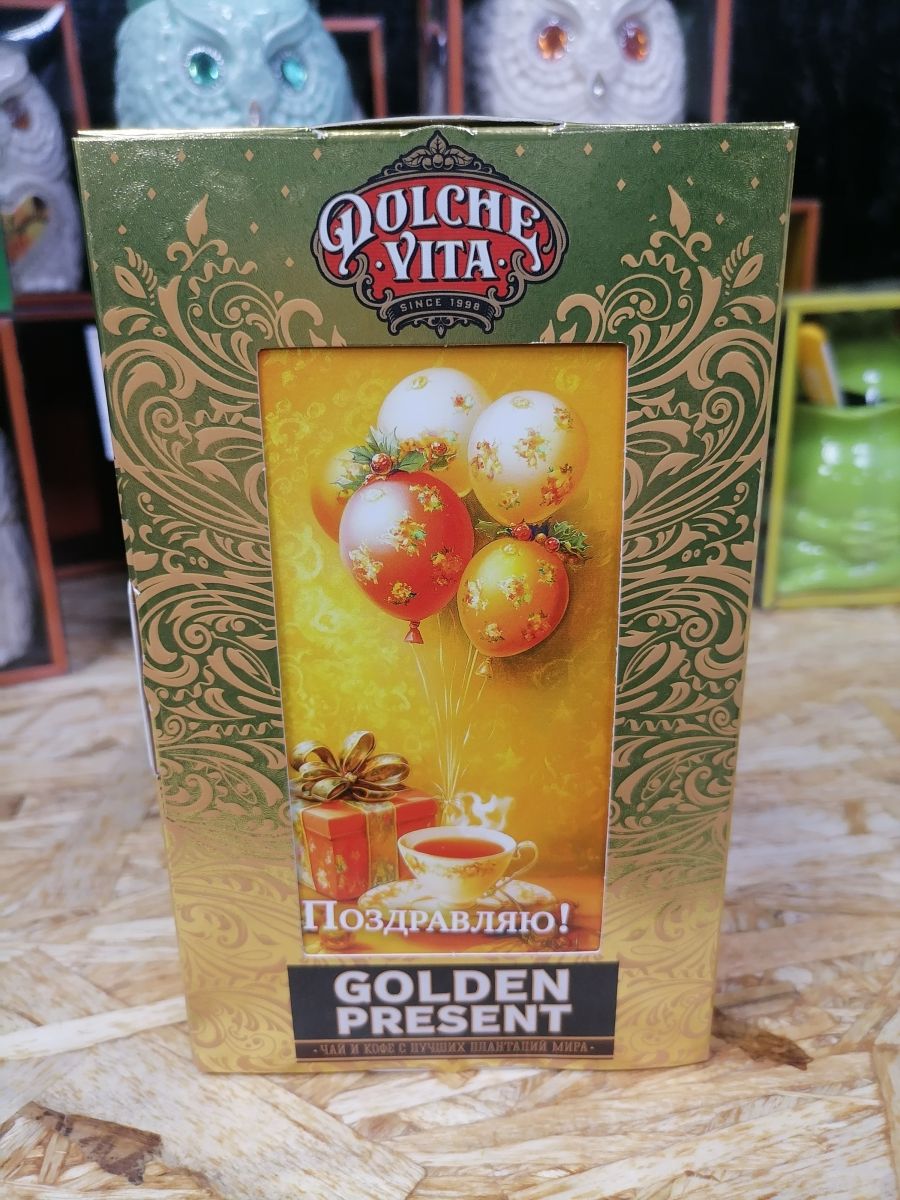 DOLCHE
VITA
SINCE 1998
ПОЗДРАВЛЯЮ!
GOLDEN
PRESENT
ЧАЙ И КОФЕ С ЛУЧШИХ ПЛАНТАЦИЙ МИРА